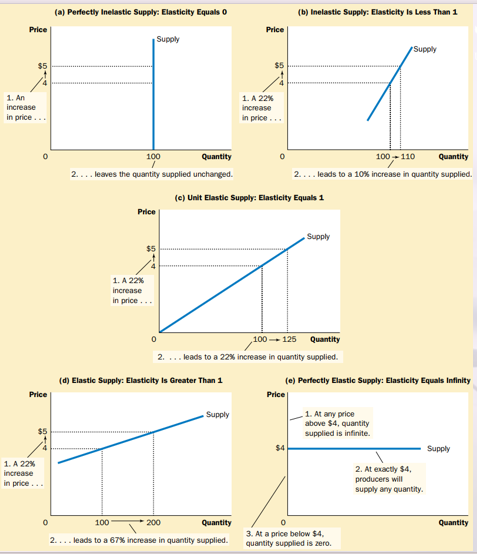 (a) Perfectly Inelastic Supply: Elasticity Equals 0
Price
Supply
$5
4
1. An
increase
in price . . .
0
100
Quantity
2. . . . leaves the quantity supplied unchanged.
(b) Inelastic Supply: Elasticity Is Less Than 1
Price
Supply
$5
4
1. A 22%
increase
in price . . .
0
100
110
Quantity
2. . . . leads to a 10% increase in quantity supplied.
(c) Unit Elastic Supply: Elasticity Equals 1
Price
Supply
$5
4
1. A 22%
increase
in price . . .
0
100
125
Quantity
2. . . . leads to a 22% increase in quantity supplied.
(d) Elastic Supply: Elasticity Is Greater Than 1
Price
Supply
$5
4
1. A 22%
increase
in price . . .
0
100
200
Quantity
2. . . . leads to a 67% increase in quantity supplied.
(e) Perfectly Elastic Supply: Elasticity Equals Infinity
Price
1. At any price
above $4, quantity
supplied is infinite.
$4
Supply
2. At exactly $4,
producers will
supply any quantity.
0
Quantity
3. At a price below $4,
quantity supplied is zero.